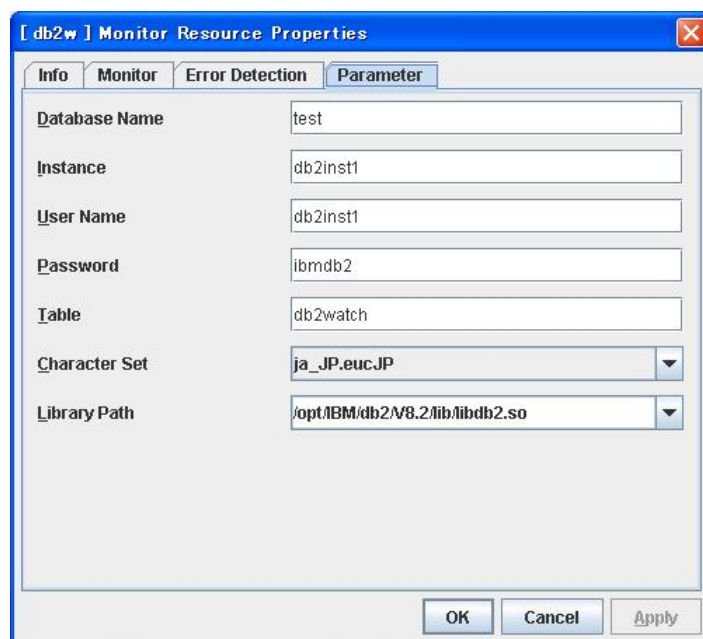 [ db2w ] Monitor Resource Properties
Info Monitor Error Detection Parameter
Database Name test
Instance db2inst1
User Name db2inst1
Password ibmdb2
Table db2watch
Character Set ja_JP.eucJP
Library Path /opt/IBM/db2/V8.2/lib/libdb2.so
OK Cancel Apply